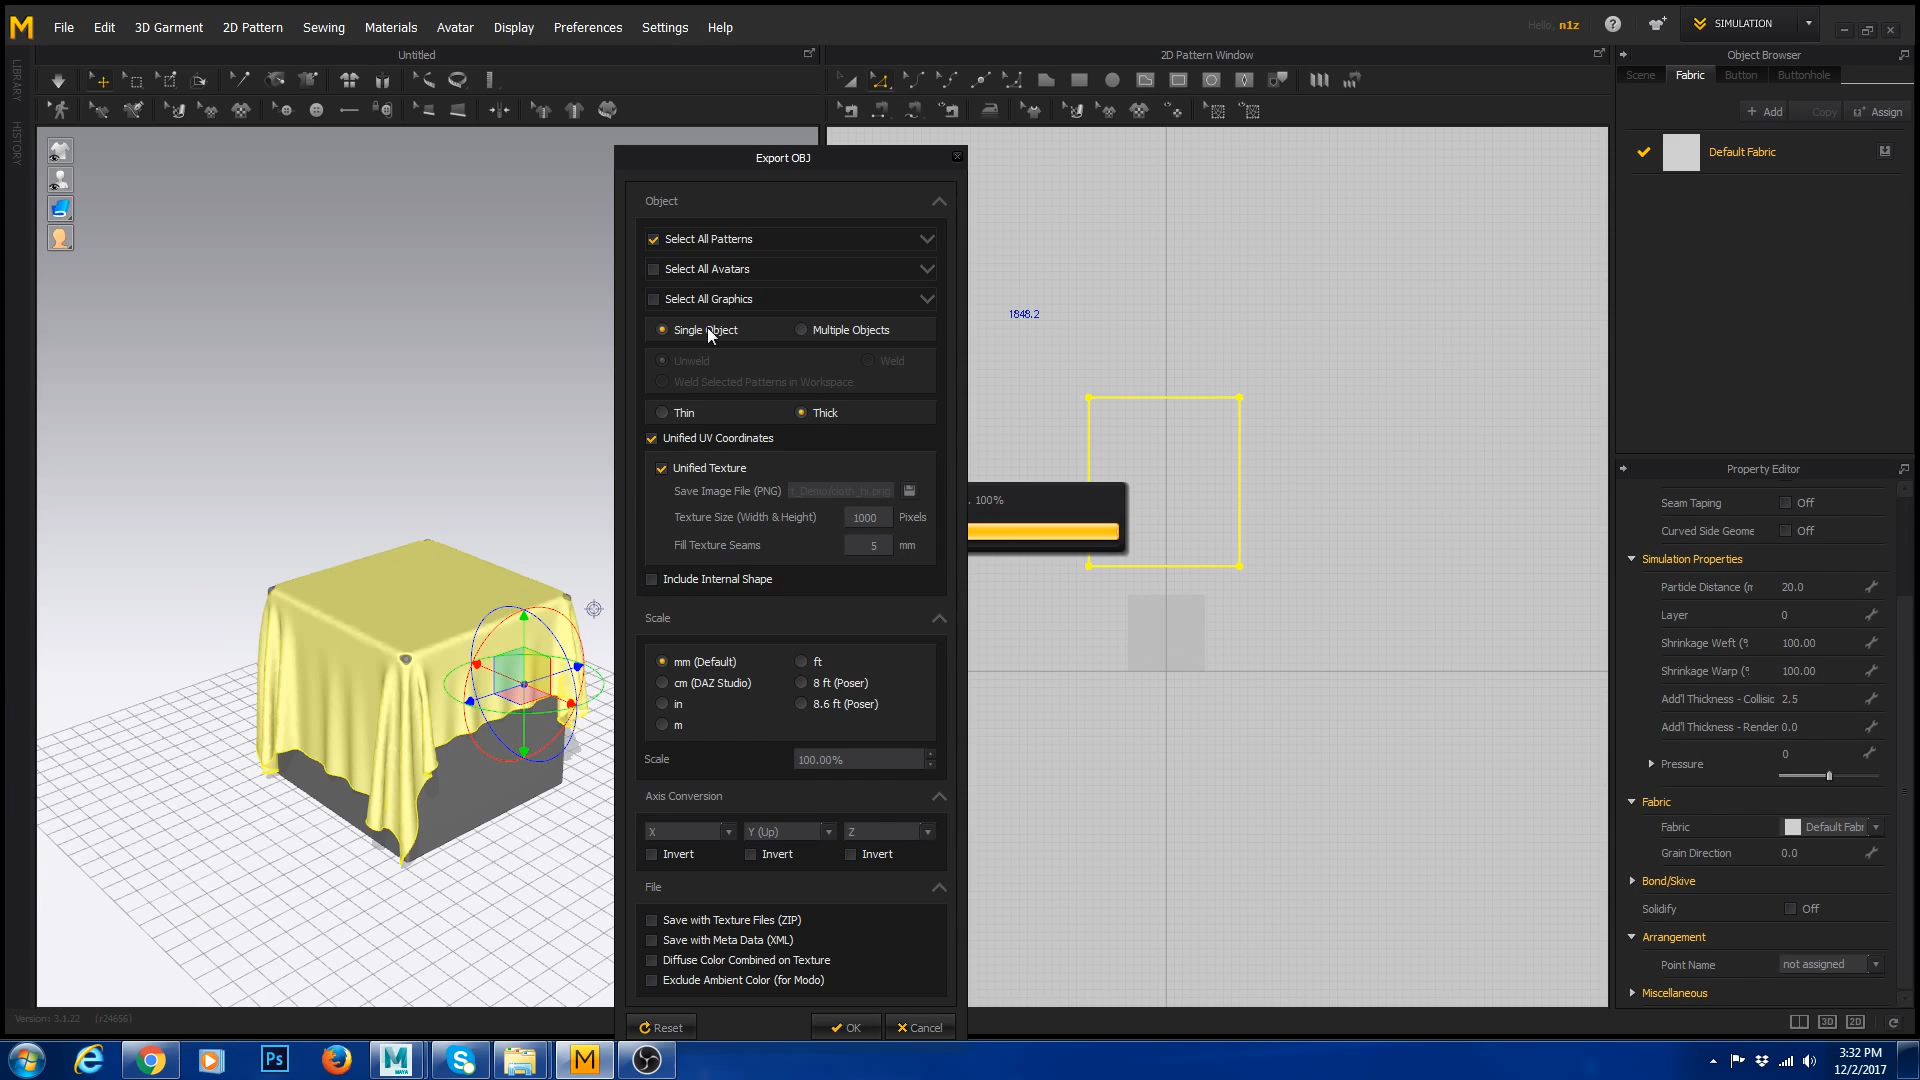 M File Edit 3D Garment 2D Pattern Sewing Materials Avatar Display Preferences Settings Help
Hello, n1z ? SIMULATION
Untitled
2D Pattern Window
Object Browser
LIBRARY
HISTORY
Scene Fabric Button Buttonhole
+ Add Copy Assign
Default Fabric
Export OBJ
Object
Select All Patterns
Select All Avatars
Select All Graphics
Single Object Multiple Objects
Unweld Weld
Weld Selected Patterns in Workspace
Thin Thick
Unified UV Coordinates
Unified Texture
Save Image File (PNG) t_Demo/cloth_hi.png
Texture Size (Width & Height) 1000 Pixels
Fill Texture Seams 5 mm
Include Internal Shape
Scale
mm (Default) ft
cm (DAZ Studio) 8 ft (Poser)
in 8.6 ft (Poser)
m
Scale 100.00%
Axis Conversion
X Y (Up) Z
Invert Invert Invert
File
Save with Texture Files (ZIP)
Save with Meta Data (XML)
Diffuse Color Combined on Texture
Exclude Ambient Color (for Modo)
Reset OK Cancel
1848.2
. 100%
Property Editor
Seam Taping Off
Curved Side Geome Off
Simulation Properties
Particle Distance (m 20.0
Layer 0
Shrinkage Weft (% 100.00
Shrinkage Warp (% 100.00
Add'l Thickness - Collisic 2.5
Add'l Thickness - Render 0.0
Pressure 0
Fabric
Fabric Default Fabr
Grain Direction 0.0
Bond/Skive
Solidify Off
Arrangement
Point Name not assigned
Miscellaneous
Version: 3.1.22 (r24656)
3D 2D
Ps MAYA M
3:32 PM
12/2/2017